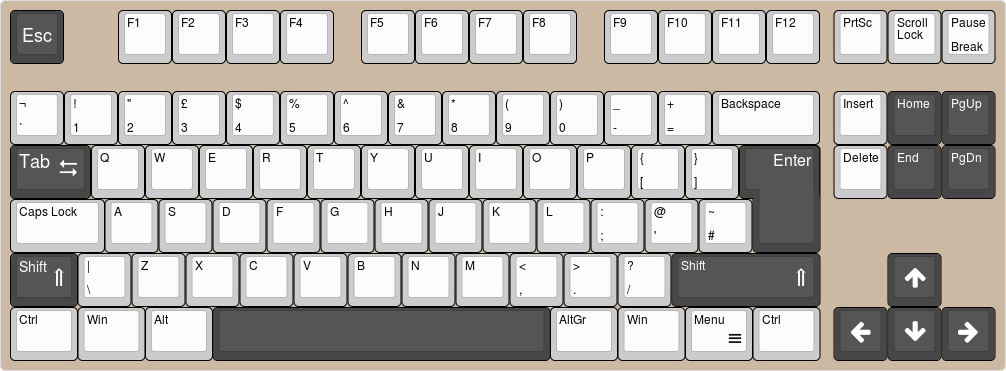 Esc F1 F2 F3 F4 F5 F6 F7 F8 F9 F10 F11 F12 PrtSc Scroll Lock Pause Break
¬ ! " £ $ % ^ & * ( ) _ + Backspace Insert Home PgUp
` 1 2 3 4 5 6 7 8 9 0 - =
Tab Q W E R T Y U I O P { } Enter Delete End PgDn
[ ]
Caps Lock A S D F G H J K L : @ ~
; ' #
Shift | Z X C V B N M < > ? Shift
\ , . /
Ctrl Win Alt AltGr Win Menu Ctrl